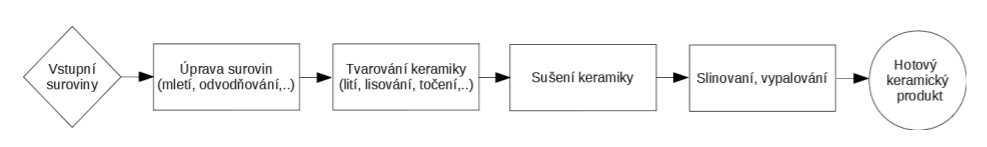 Vstupní
suroviny
Úprava surovin
(mletí, odvodňování,..)
Tvarování keramiky
(lití, lisování, točení,..)
Sušení keramiky
Slinovaní, vypalování
Hotový
keramický
produkt